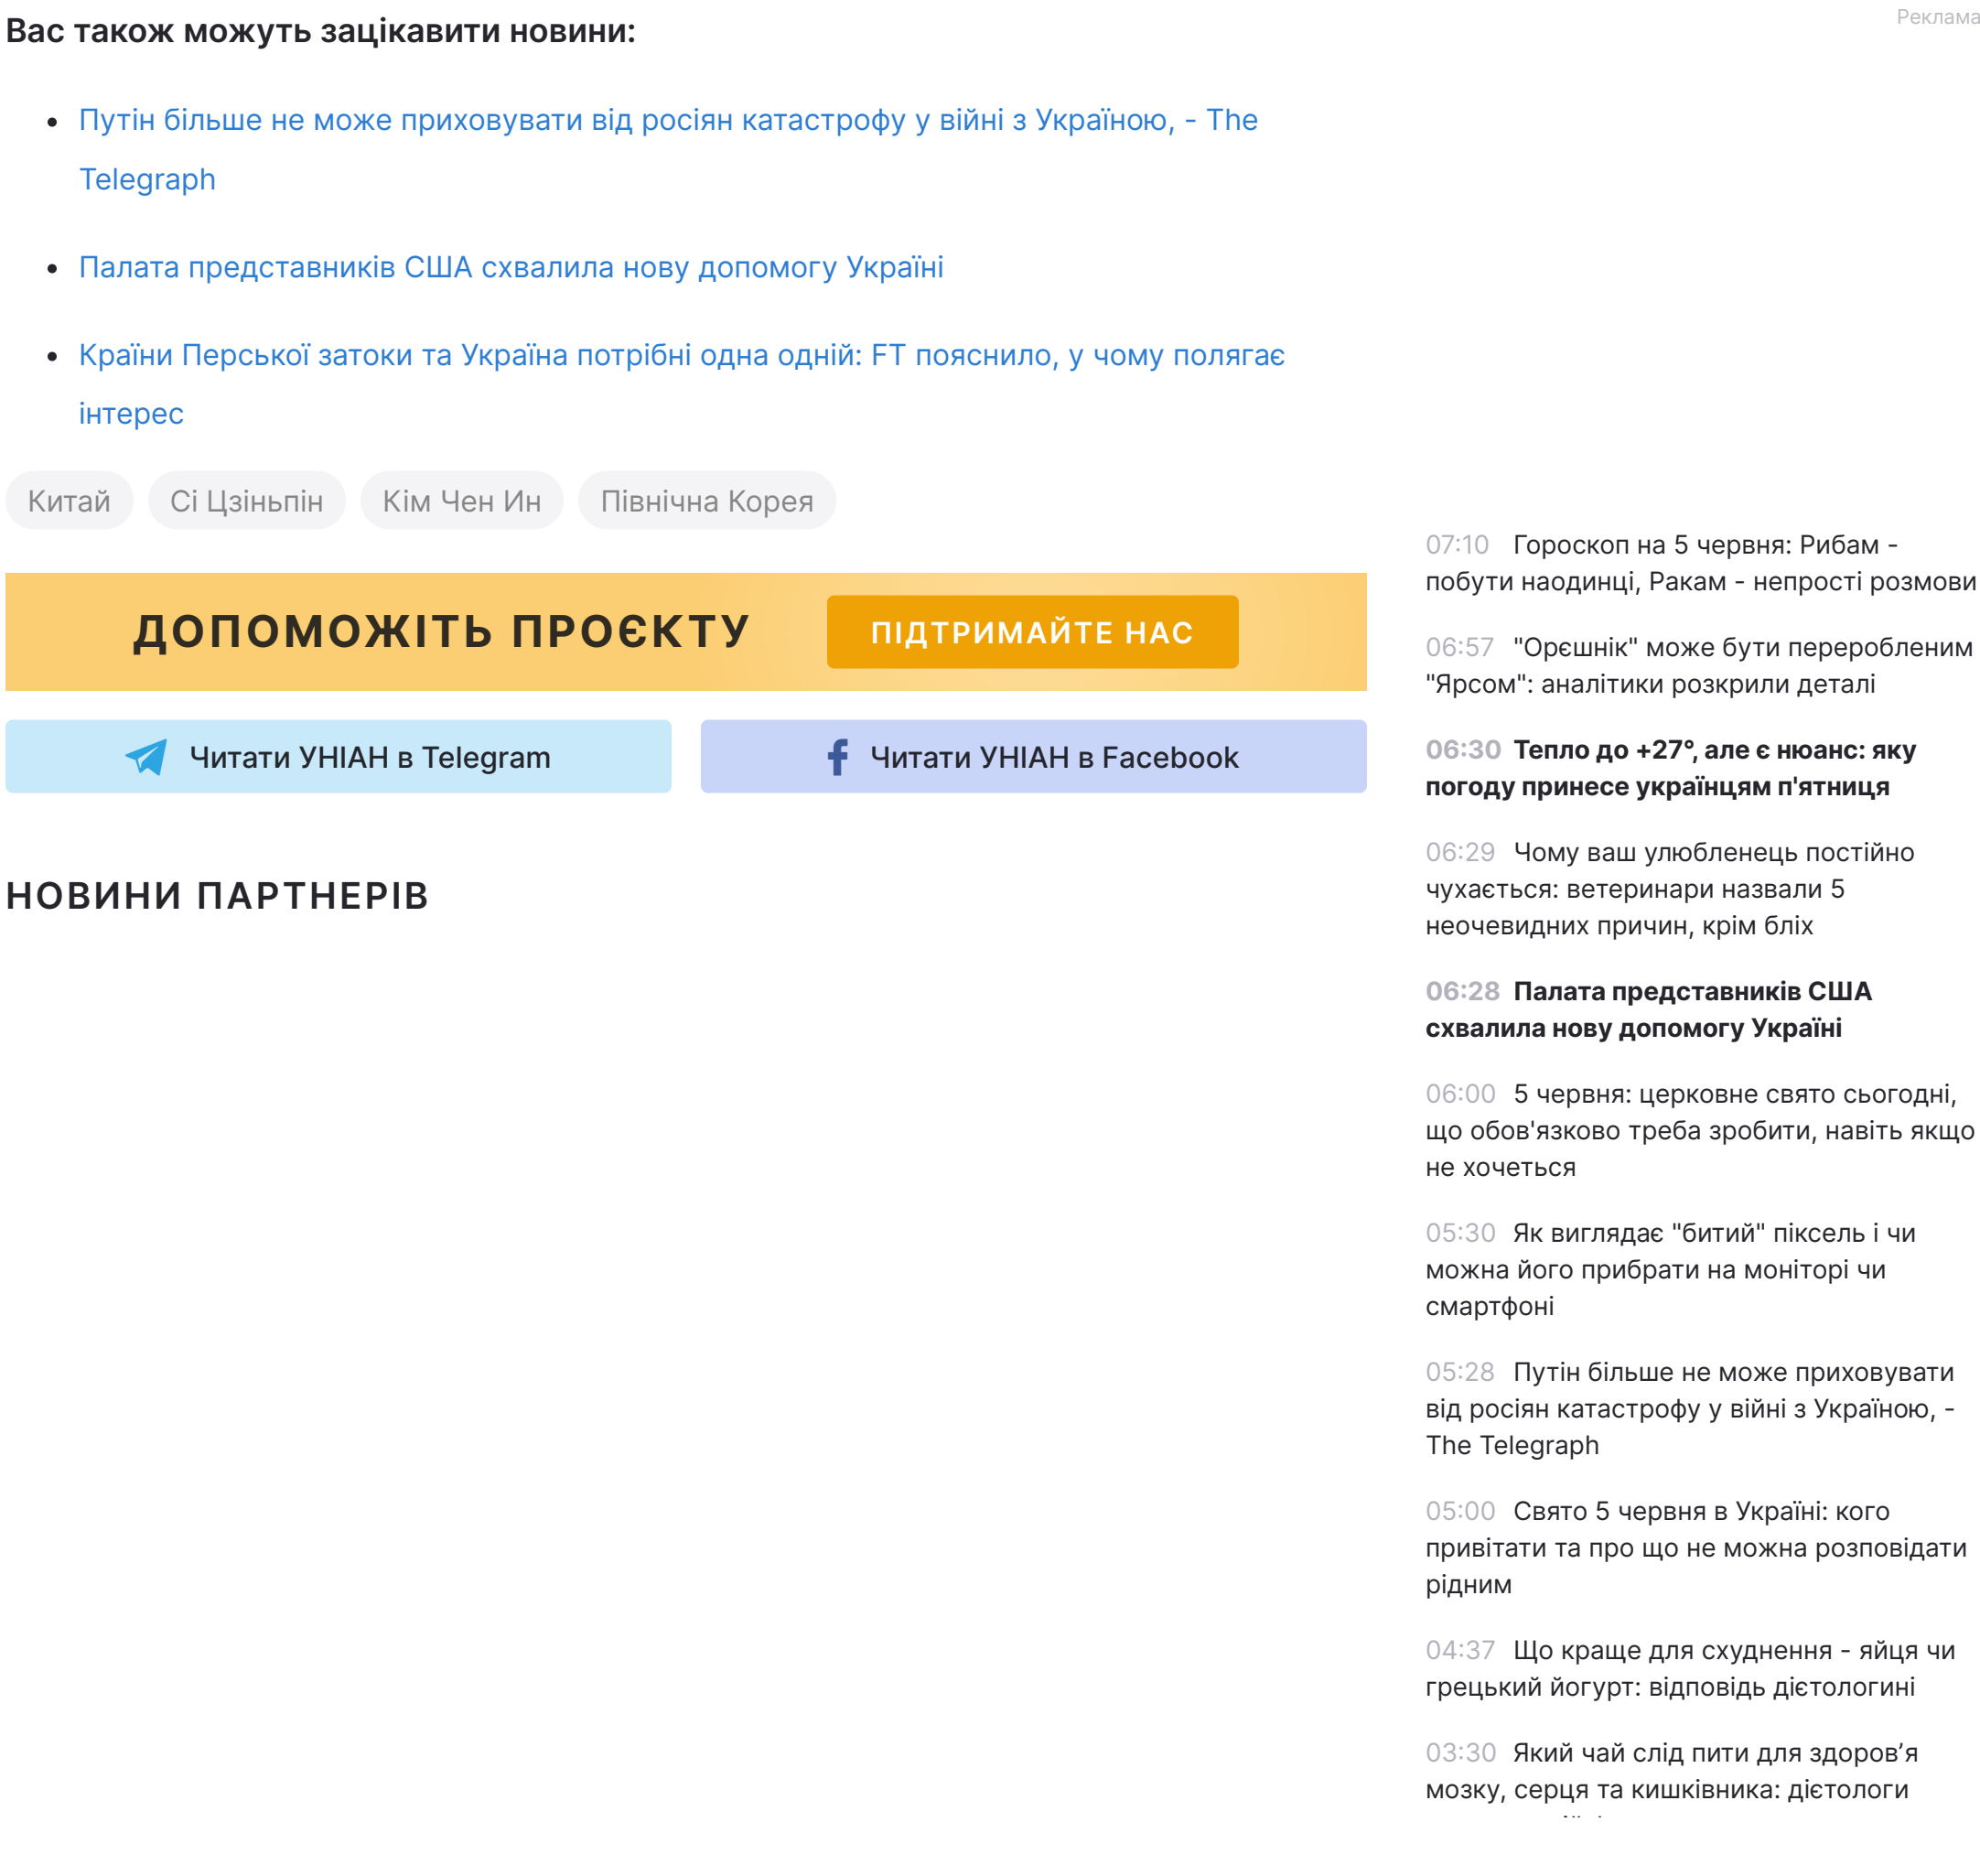 Вас також можуть зацікавити новини:
Путін більше не може приховувати від росіян катастрофу у війні з Україною, - The
Telegraph
Палата представників США схвалила нову допомогу Україні
Країни Перської затоки та Україна потрібні одна одній: FT пояснило, у чому полягає
інтерес
Китай Сі Цзіньпін Кім Чен Ин Північна Корея
ДОПОМОЖІТЬ ПРОЄКТУ ПІДТРИМАЙТЕ НАС
Читати УНІАН в Telegram Читати УНІАН в Facebook
НОВИНИ ПАРТНЕРІВ
Реклама
07:10 Гороскоп на 5 червня: Рибам -
побути наодинці, Ракам - непрості розмови
06:57 "Орєшнік" може бути переробленим
"Ярсом": аналітики розкрили деталі
06:30 Тепло до +27°, але є нюанс: яку
погоду принесе українцям п'ятниця
06:29 Чому ваш улюбленець постійно
чухається: ветеринари назвали 5
неочевидних причин, крім бліх
06:28 Палата представників США
схвалила нову допомогу Україні
06:00 5 червня: церковне свято сьогодні,
що обов'язково треба зробити, навіть якщо
не хочеться
05:30 Як виглядає "битий" піксель і чи
можна його прибрати на моніторі чи
смартфоні
05:28 Путін більше не може приховувати
від росіян катастрофу у війні з Україною, -
The Telegraph
05:00 Свято 5 червня в Україні: кого
привітати та про що не можна розповідати
рідним
04:37 Що краще для схуднення - яйця чи
грецький йогурт: відповідь дієтологині
03:30 Який чай слід пити для здоров’я
мозку, серця та кишківника: дієтологи